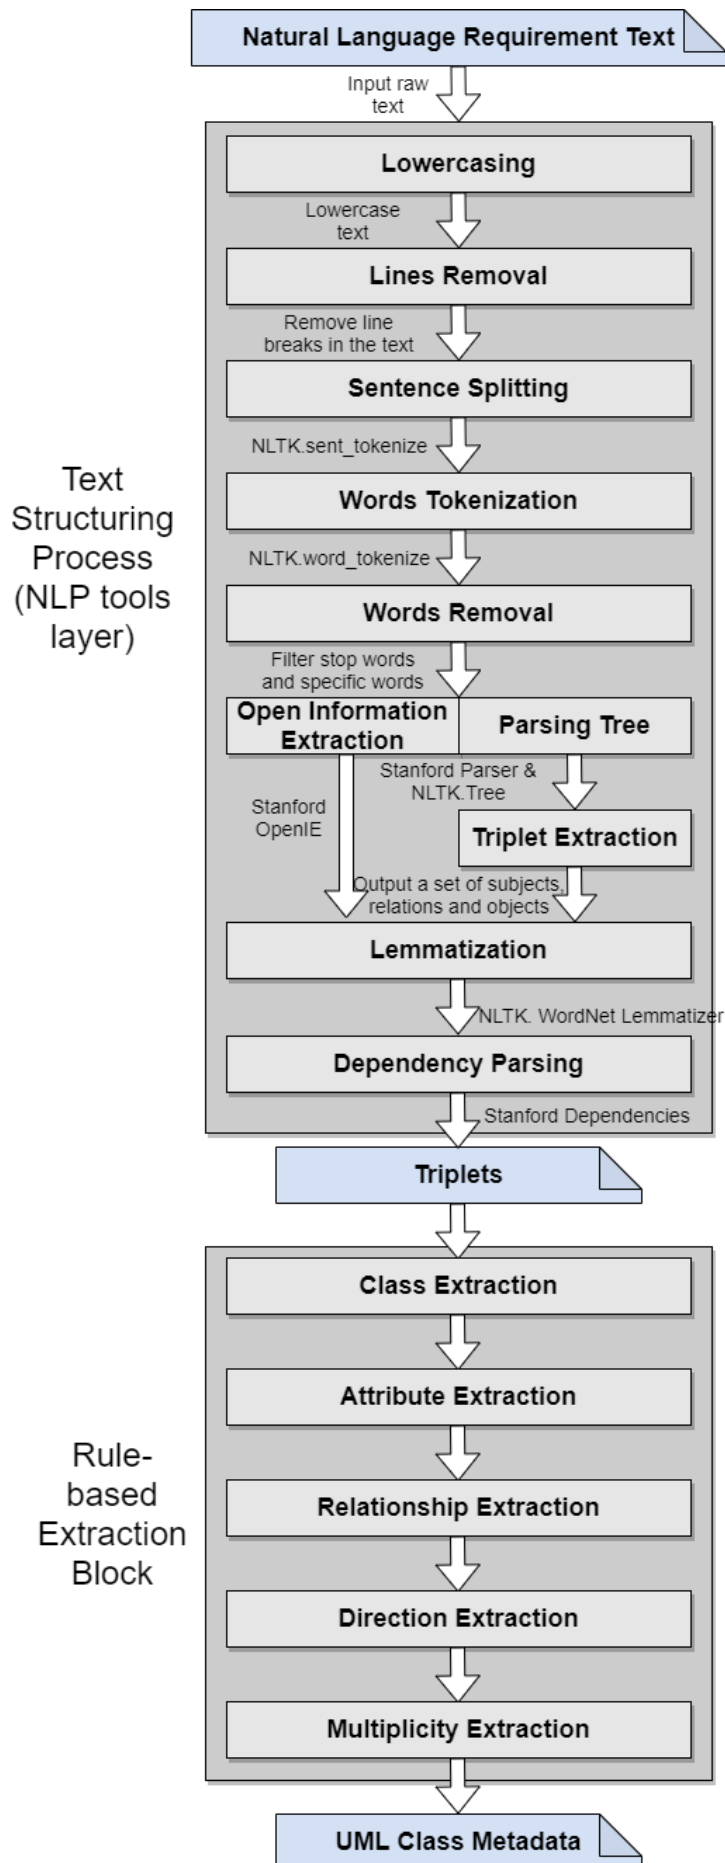 Natural Language Requirement Text
Input raw
text
Lowercasing
Lowercase
text
Lines Removal
Remove line
breaks in the text
Sentence Splitting
NLTK.sent_tokenize
Words Tokenization
NLTK.word_tokenize
Words Removal
Filter stop words
and specific words
Text
Structuring
Process
(NLP tools
layer)
Open Information
Extraction
Parsing Tree
Stanford Parser &
NLTK.Tree
Stanford
OpenIE
Triplet Extraction
Output a set of subjects,
relations and objects
Lemmatization
NLTK. WordNet Lemmatizer
Dependency Parsing
Stanford Dependencies
Triplets
Class Extraction
Attribute Extraction
Rule-
based
Extraction
Block
Relationship Extraction
Direction Extraction
Multiplicity Extraction
UML Class Metadata